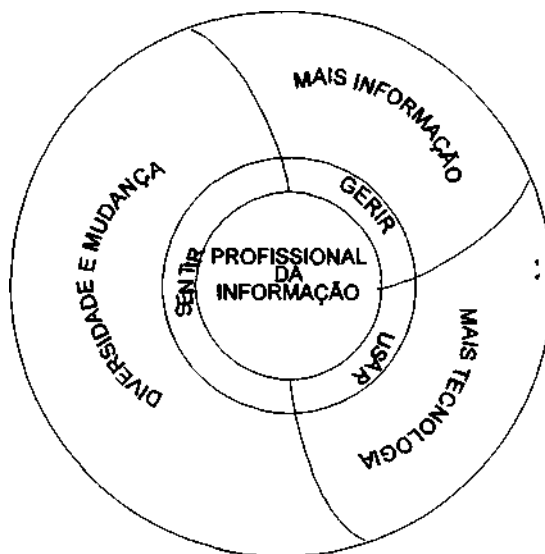 MAIS INFORMAÇÃO
GERIR
PROFISSIONAL
DA
INFORMAÇÃO
SENTIR
DIVERSIDADE E MUDANÇA
USAR
MAIS TECNOLOGIA